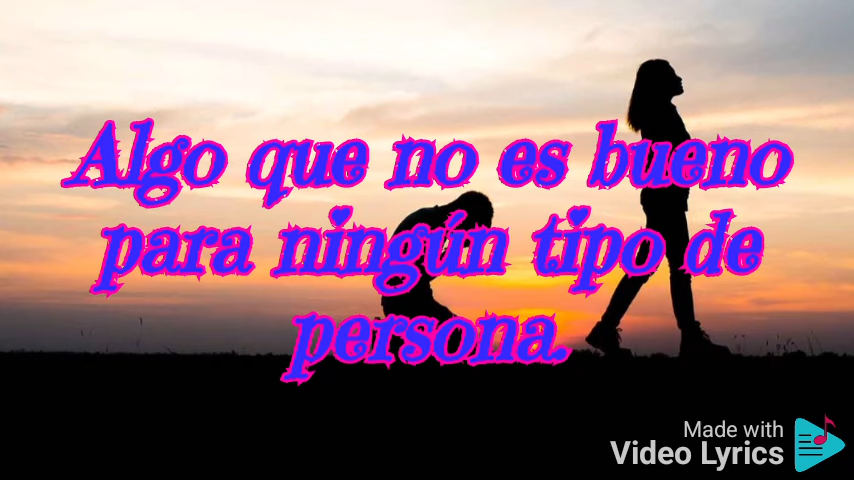 Algo que no es bueno
para ningún tipo de
persona.
Made with
Video Lyrics